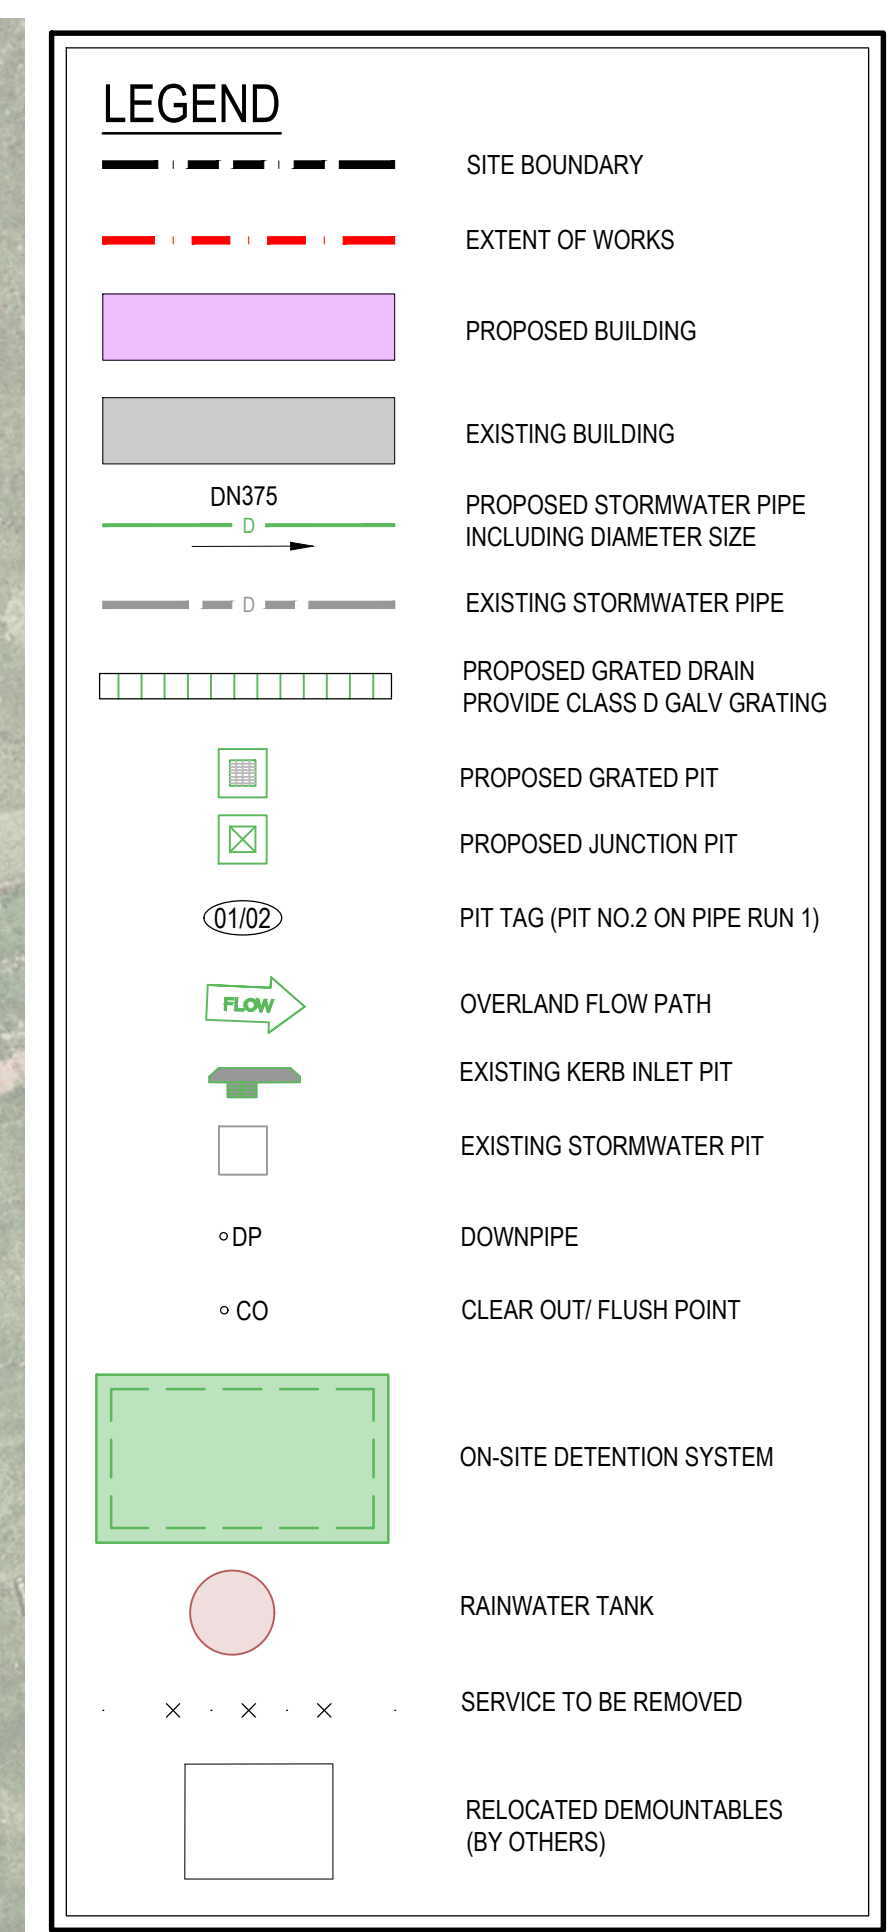 LEGEND
SITE BOUNDARY
EXTENT OF WORKS
PROPOSED BUILDING
EXISTING BUILDING
DN375
D
PROPOSED STORMWATER PIPE
INCLUDING DIAMETER SIZE
D
EXISTING STORMWATER PIPE
PROPOSED GRATED DRAIN
PROVIDE CLASS D GALV GRATING
PROPOSED GRATED PIT
PROPOSED JUNCTION PIT
01/02 PIT TAG (PIT NO.2 ON PIPE RUN 1)
FLOW OVERLAND FLOW PATH
EXISTING KERB INLET PIT
EXISTING STORMWATER PIT
DP DOWNPIPE
CO CLEAR OUT/ FLUSH POINT
ON-SITE DETENTION SYSTEM
RAINWATER TANK
SERVICE TO BE REMOVED
RELOCATED DEMOUNTABLES
(BY OTHERS)